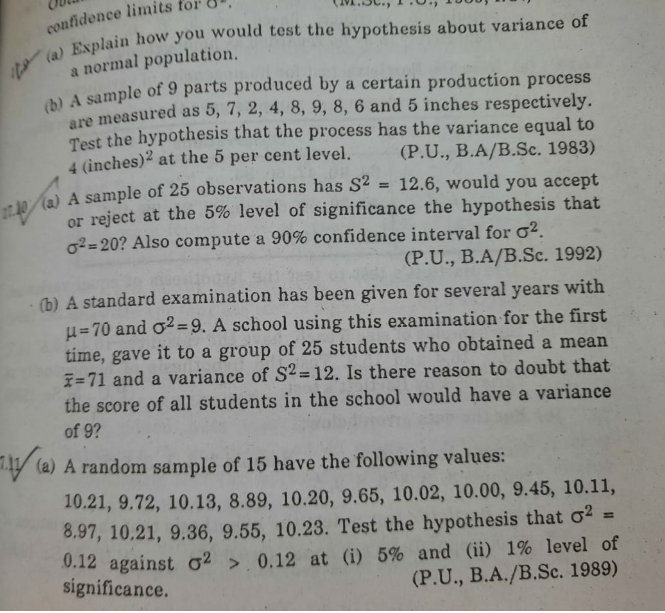 confidence limits for σ².
17.9 (a) Explain how you would test the hypothesis about variance of
a normal population.
(b) A sample of 9 parts produced by a certain production process
are measured as 5, 7, 2, 4, 8, 9, 8, 6 and 5 inches respectively.
Test the hypothesis that the process has the variance equal to
4 (inches)² at the 5 per cent level. (P.U., B.A/B.Sc. 1983)
17.10 (a) A sample of 25 observations has S² = 12.6, would you accept
or reject at the 5% level of significance the hypothesis that
σ²=20? Also compute a 90% confidence interval for σ².
(P.U., B.A/B.Sc. 1992)
(b) A standard examination has been given for several years with
μ=70 and σ²=9. A school using this examination for the first
time, gave it to a group of 25 students who obtained a mean
x̄=71 and a variance of S²=12. Is there reason to doubt that
the score of all students in the school would have a variance
of 9?
7.11 (a) A random sample of 15 have the following values:
10.21, 9.72, 10.13, 8.89, 10.20, 9.65, 10.02, 10.00, 9.45, 10.11,
8.97, 10.21, 9.36, 9.55, 10.23. Test the hypothesis that σ² =
0.12 against σ² > 0.12 at (i) 5% and (ii) 1% level of
significance. (P.U., B.A./B.Sc. 1989)